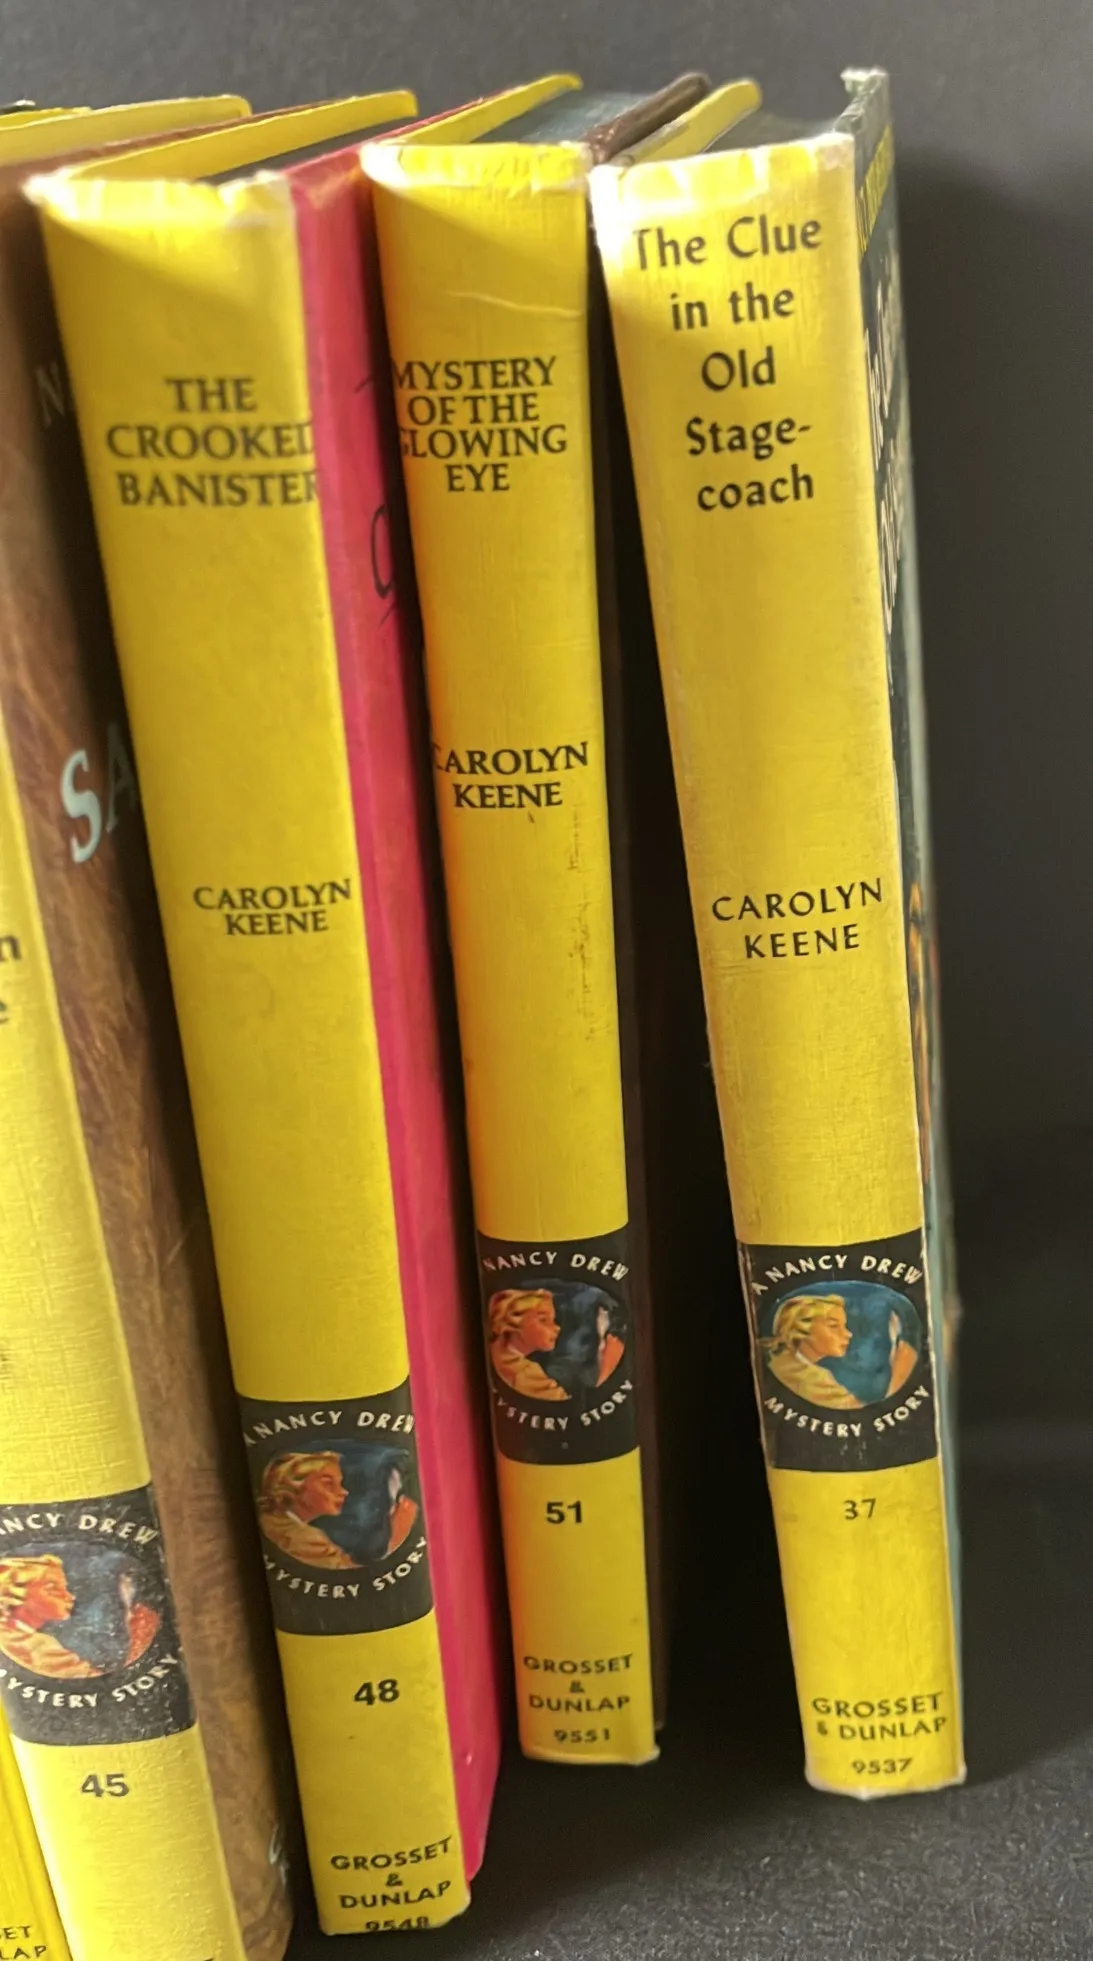 SA
45
THE
CROOKED
BANISTER
CAROLYN
KEENE
A NANCY DREW
MYSTERY STORY
48
GROSSET
&
DUNLAP
9548
MYSTERY
OF THE
GLOWING
EYE
CAROLYN
KEENE
NANCY DREW
MYSTERY STORY
51
GROSSET
&
DUNLAP
9551
The Clue
in the
Old
Stage-
coach
CAROLYN
KEENE
A NANCY DREW
MYSTERY STORY
37
GROSSET
& DUNLAP
9537
NANCY DREW
MYSTERY STORY